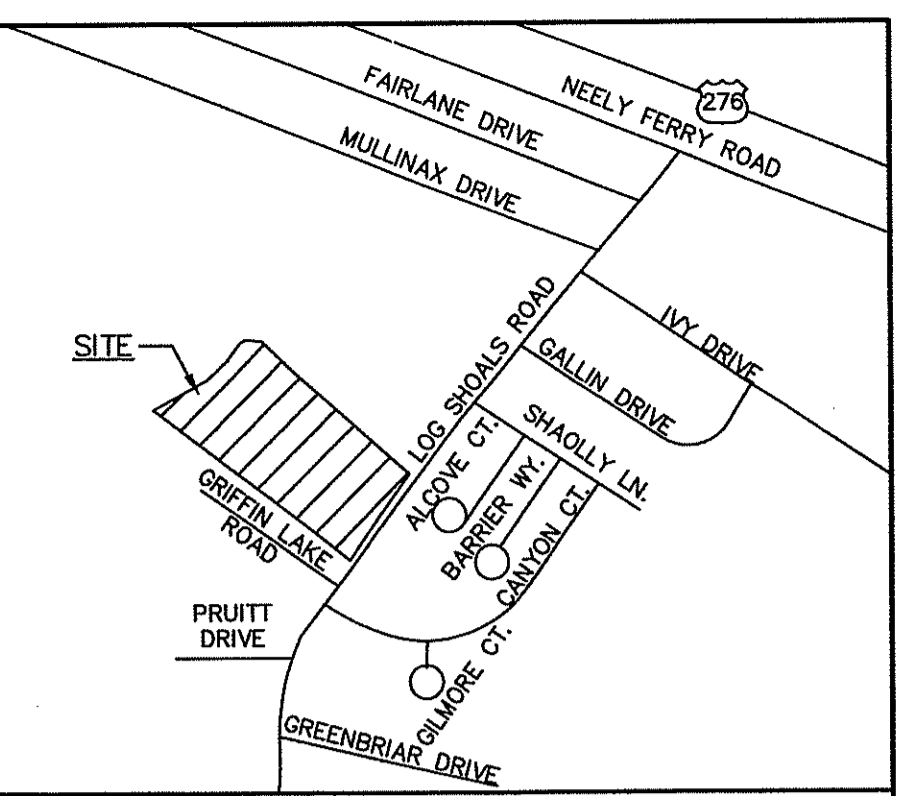 276
NEELY FERRY ROAD
FAIRLANE DRIVE
MULLINAX DRIVE
IVY DRIVE
LOG SHOALS ROAD
GALLIN DRIVE
SITE
SHAOLLY LN.
ALCOVE CT.
BARRIER WY.
CANYON CT.
GRIFFIN LAKE
ROAD
PRUITT
DRIVE
GILMORE CT.
GREENBRIAR DRIVE